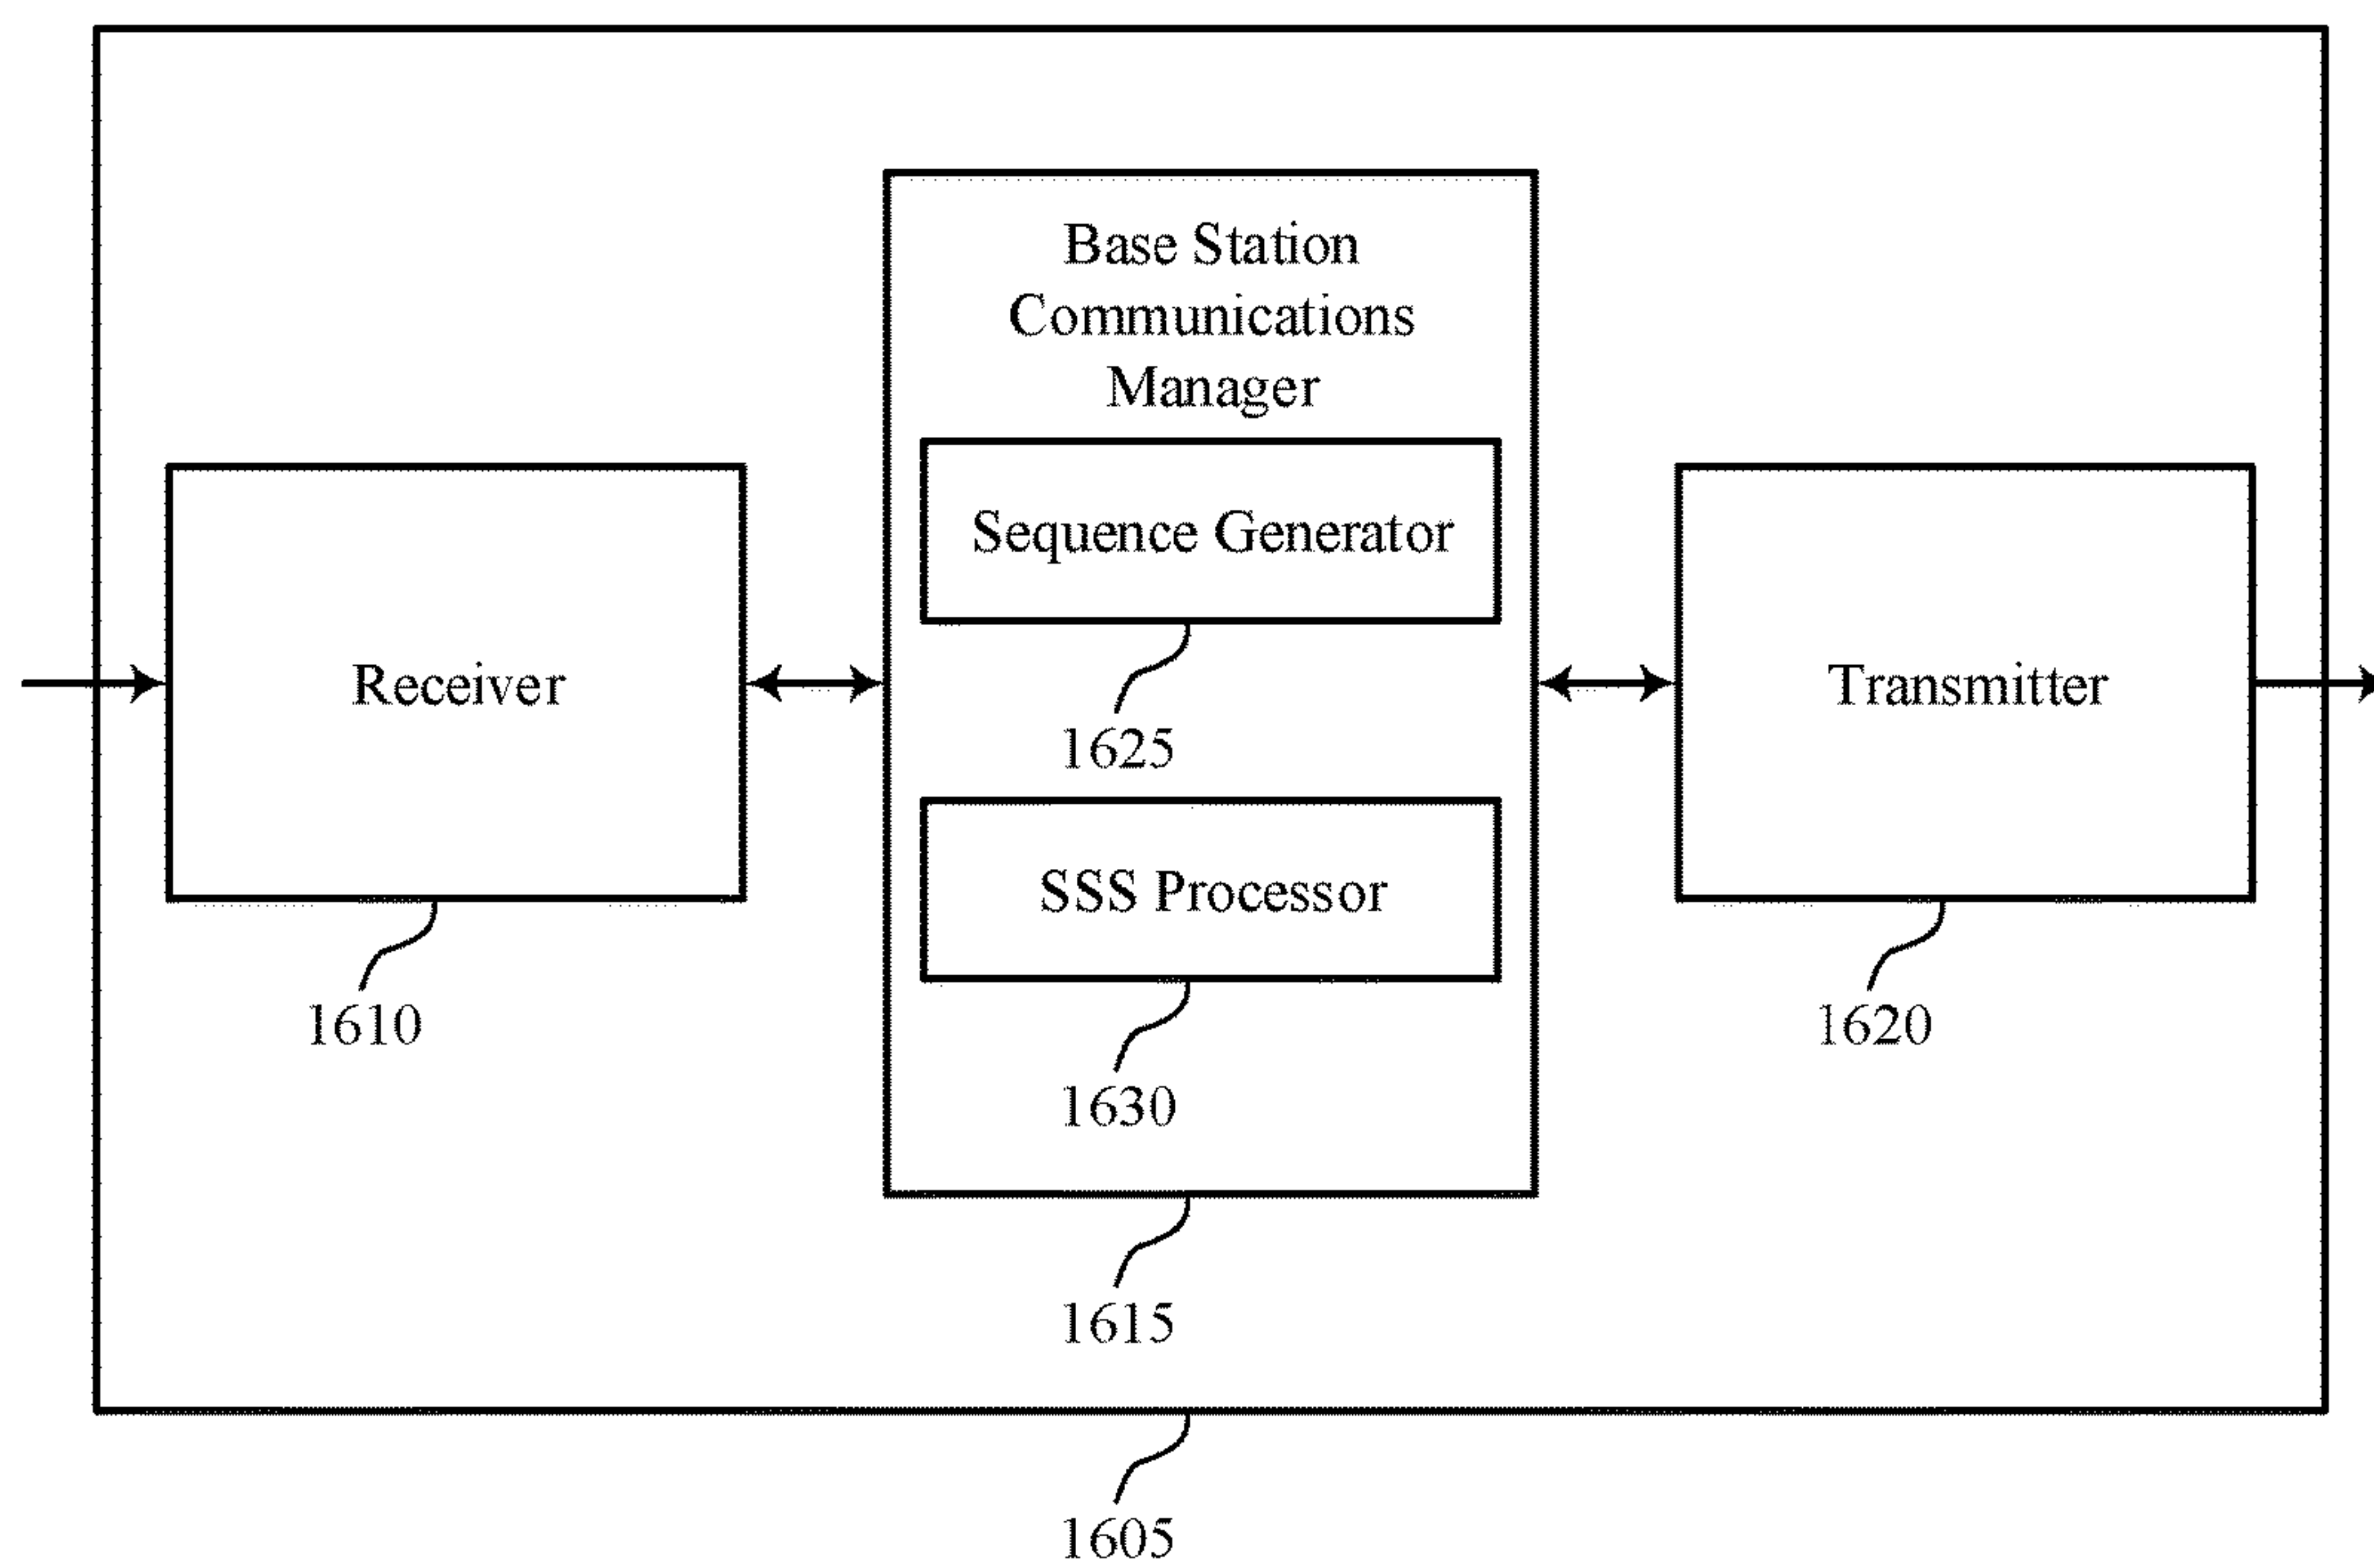 Base Station
Communications
Manager
Sequence Generator
Receiver
Transmitter
1625
SSS Processor
1610
1620
1630
1615
1605